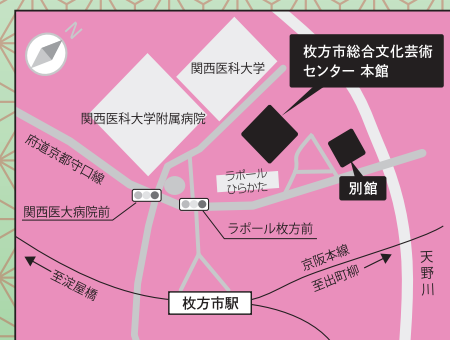 N
関西医科大学
枚方市総合文化芸術
センター 本館
関西医科大学附属病院
府道京都守口線
ラポール
ひらかた
別館
関西医大病院前
ラポール枚方前
京阪本線
至出町柳
天野川
至淀屋橋
枚方市駅